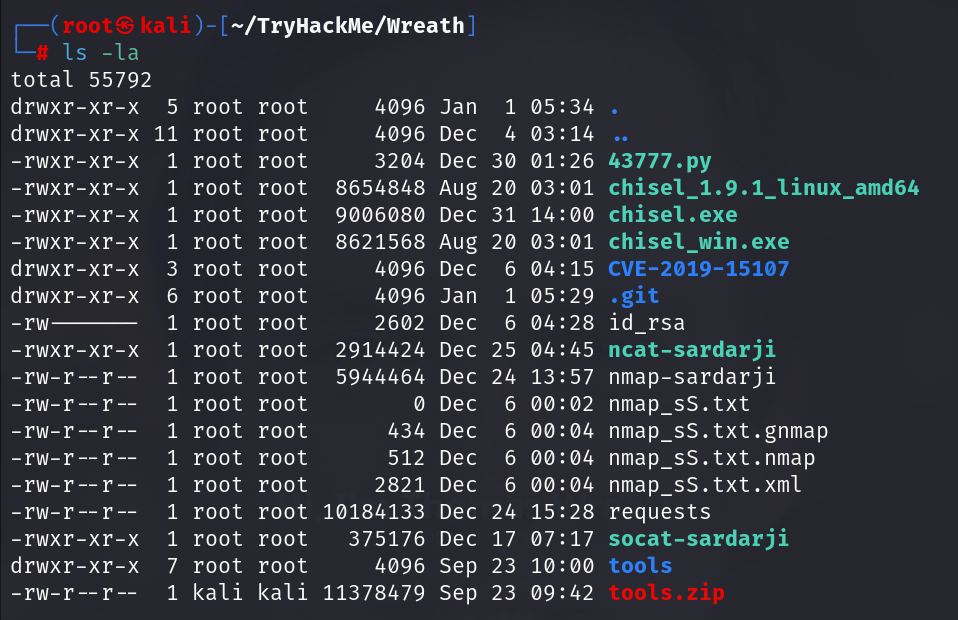 ┌──(root㉿kali)-[~/TryHackMe/Wreath]
└─# ls -la
total 55792
drwxr-xr-x  5 root root     4096 Jan  1 05:34 .
drwxr-xr-x 11 root root     4096 Dec  4 03:14 ..
-rwxr-xr-x  1 root root     3204 Dec 30 01:26 43777.py
-rwxr-xr-x  1 root root  8654848 Aug 20 03:01 chisel_1.9.1_linux_amd64
-rwxr-xr-x  1 root root  9006080 Dec 31 14:00 chisel.exe
-rwxr-xr-x  1 root root  8621568 Aug 20 03:01 chisel_win.exe
drwxr-xr-x  3 root root     4096 Dec  6 04:15 CVE-2019-15107
drwxr-xr-x  6 root root     4096 Jan  1 05:29 .git
-rw-------  1 root root     2602 Dec  6 04:28 id_rsa
-rwxr-xr-x  1 root root  2914424 Dec 25 04:45 ncat-sardarji
-rw-r--r--  1 root root  5944464 Dec 24 13:57 nmap-sardarji
-rw-r--r--  1 root root        0 Dec  6 00:02 nmap_sS.txt
-rw-r--r--  1 root root      434 Dec  6 00:04 nmap_sS.txt.gnmap
-rw-r--r--  1 root root      512 Dec  6 00:04 nmap_sS.txt.nmap
-rw-r--r--  1 root root     2821 Dec  6 00:04 nmap_sS.txt.xml
-rw-r--r--  1 root root 10184133 Dec 24 15:28 requests
-rwxr-xr-x  1 root root   375176 Dec 17 07:17 socat-sardarji
drwxr-xr-x  7 root root     4096 Sep 23 10:00 tools
-rw-r--r--  1 kali kali 11378479 Sep 23 09:42 tools.zip